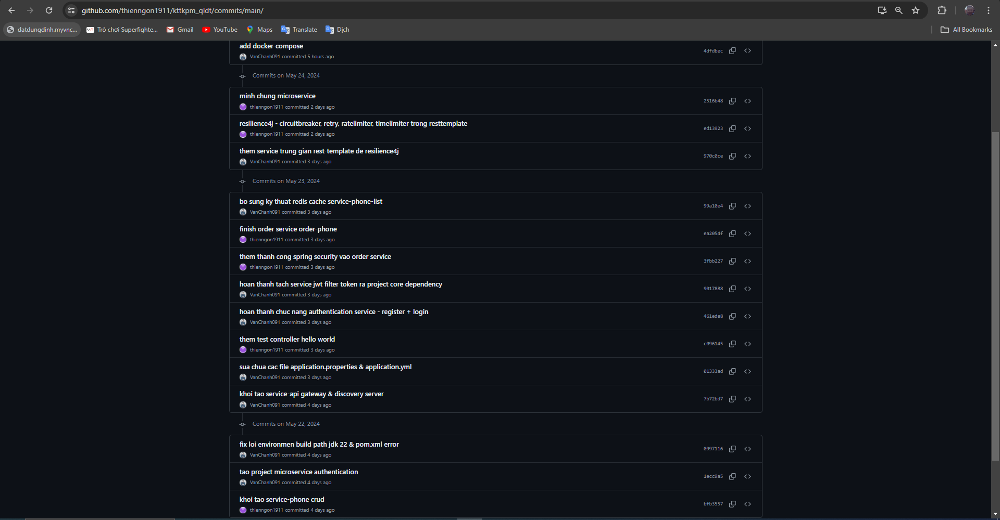 github.com/thienngon1911/kttkpm_qldt/commits/main/
datdungdinh.myvnc... Trò chơi Superfighte... Gmail YouTube Maps Translate Dịch All Bookmarks
add docker-compose
VanChanh091 committed 5 hours ago
4dfdbec
Commits on May 24, 2024
minh chung microservice
thienngon1911 committed 2 days ago
2516b48
resilience4j - circuitbreaker, retry, ratelimiter, timelimiter trong resttemplate
thienngon1911 committed 2 days ago
ed13923
them service trung gian rest-template de resilience4j
VanChanh091 committed 3 days ago
970c0ce
Commits on May 23, 2024
bo sung ky thuat redis cache service-phone-list
VanChanh091 committed 3 days ago
99a10e4
finish order service order-phone
thienngon1911 committed 3 days ago
ea2054f
them thanh cong spring security vao order service
thienngon1911 committed 3 days ago
3fbb227
hoan thanh tach service jwt filter token ra project core dependency
VanChanh091 committed 3 days ago
9017888
hoan thanh chuc nang authentication service - register + login
VanChanh091 committed 3 days ago
461ede8
them test controller hello world
thienngon1911 committed 3 days ago
c096145
sua chua cac file application.properties & application.yml
VanChanh091 committed 3 days ago
01333ad
khoi tao service-api gateway & discovery server
VanChanh091 committed 4 days ago
7b72bd7
Commits on May 22, 2024
fix loi environmen build path jdk 22 & pom.xml error
VanChanh091 committed 4 days ago
0997116
tao project microservice authentication
VanChanh091 committed 4 days ago
1ecc9a5
khoi tao service-phone crud
thienngon1911 committed 4 days ago
bfb3557